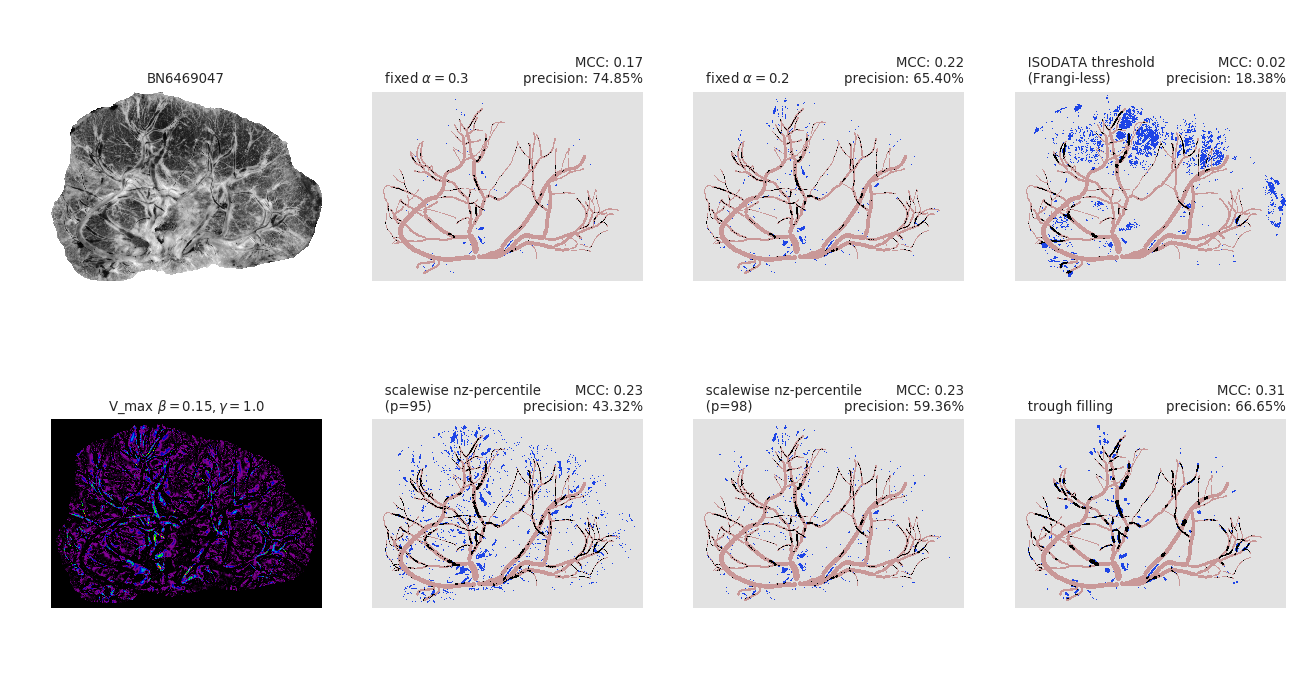 BN6469047
fixed α = 0.3
MCC: 0.17
precision: 74.85%
fixed α = 0.2
MCC: 0.22
precision: 65.40%
ISODATA threshold
(Frangi-less)
MCC: 0.02
precision: 18.38%
V_max β = 0.15, γ = 1.0
scalewise nz-percentile
(p=95)
MCC: 0.23
precision: 43.32%
scalewise nz-percentile
(p=98)
MCC: 0.23
precision: 59.36%
trough filling
MCC: 0.31
precision: 66.65%